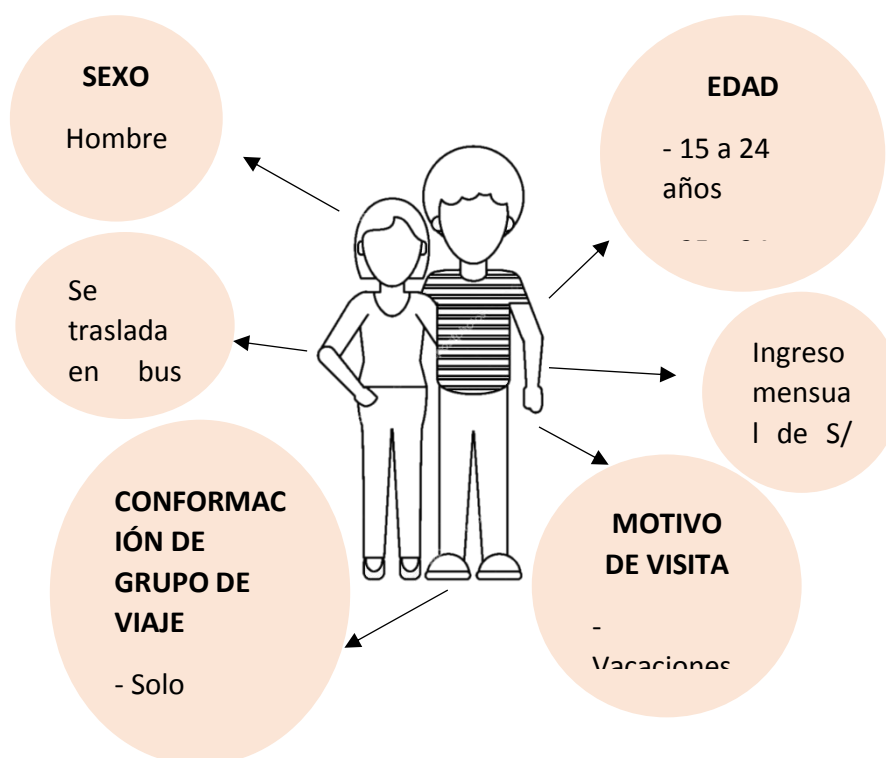 SEXO
Hombre
EDAD
- 15 a 24
años
Se
traslada
en bus
Ingreso
mensua
l de S/
CONFORMAC
IÓN DE
GRUPO DE
VIAJE
- Solo
MOTIVO
DE VISITA
-
Vacaciones